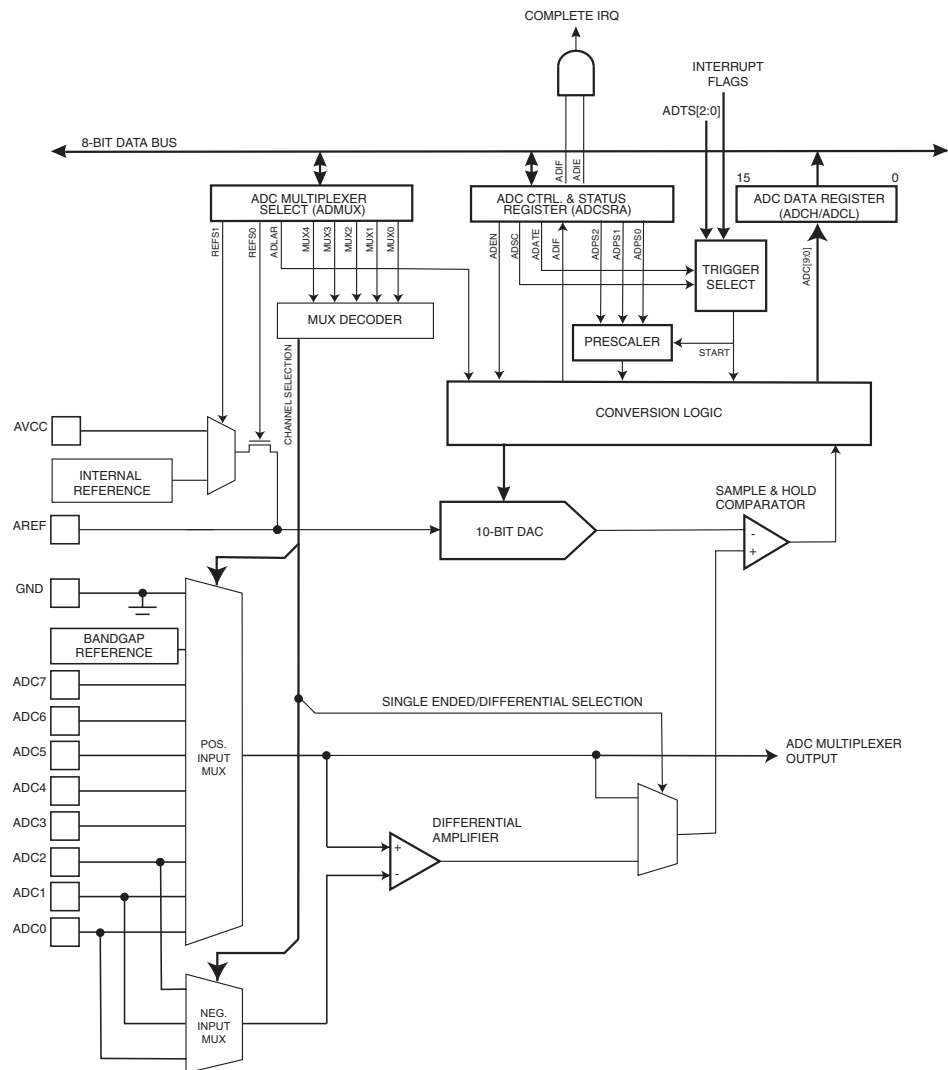 COMPLETE IRQ
INTERRUPT
FLAGS
ADTS[2:0]
8-BIT DATA BUS
ADIF
ADIE
15
0
ADC MULTIPLEXER
SELECT (ADMUX)
ADC CTRL. & STATUS
REGISTER (ADCSRA)
ADC DATA REGISTER
(ADCH/ADCL)
REFS1
REFS0
ADLAR
MUX4
MUX3
MUX2
MUX1
MUX0
ADEN
ADSC
ADATE
ADIF
ADPS2
ADPS1
ADPS0
TRIGGER
SELECT
ADC[9:0]
MUX DECODER
PRESCALER
START
CHANNEL SELECTION
CONVERSION LOGIC
AVCC
INTERNAL
REFERENCE
SAMPLE & HOLD
COMPARATOR
AREF
10-BIT DAC
-
+
GND
BANDGAP
REFERENCE
ADC7
SINGLE ENDED/DIFFERENTIAL SELECTION
ADC6
ADC5
POS.
INPUT
MUX
ADC MULTIPLEXER
OUTPUT
ADC4
ADC3
DIFFERENTIAL
AMPLIFIER
+
-
ADC2
ADC1
ADC0
NEG.
INPUT
MUX